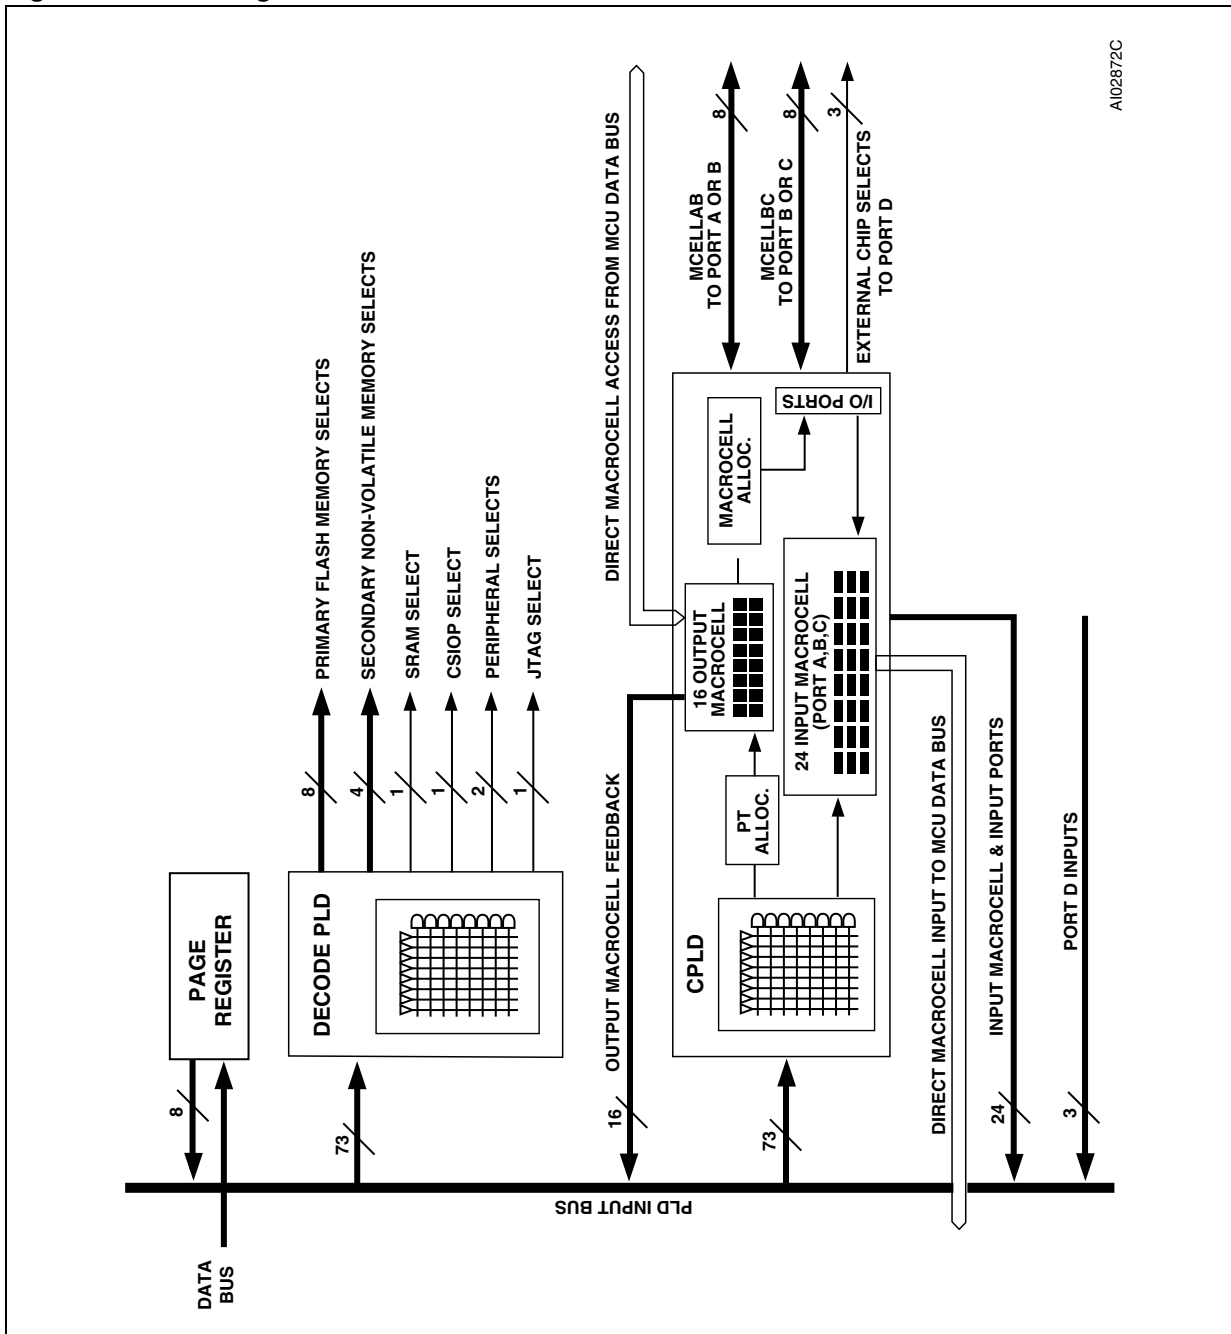 AI02872C
DATA
BUS
8
PAGE
REGISTER
PLD INPUT BUS
73
DECODE PLD
8
PRIMARY FLASH MEMORY SELECTS
4
SECONDARY NON-VOLATILE MEMORY SELECTS
1
SRAM SELECT
1
CSIOP SELECT
2
PERIPHERAL SELECTS
1
JTAG SELECT
16
OUTPUT MACROCELL FEEDBACK
DIRECT MACROCELL ACCESS FROM MCU DATA BUS
73
CPLD
PT
ALLOC.
16 OUTPUT
MACROCELL
MACROCELL
ALLOC.
I/O PORTS
24 INPUT MACROCELL
(PORT A,B,C)
MCELLAB
TO PORT A OR B
8
MCELLBC
TO PORT B OR C
8
EXTERNAL CHIP SELECTS
TO PORT D
3
DIRECT MACROCELL INPUT TO MCU DATA BUS
24
INPUT MACROCELL & INPUT PORTS
3
PORT D INPUTS